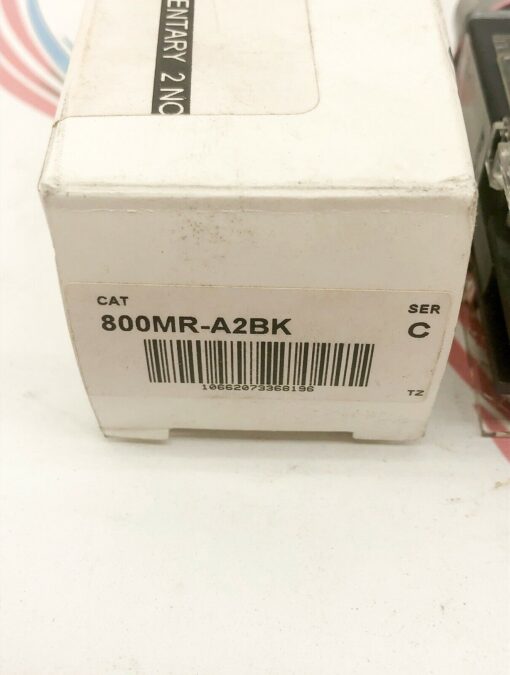 ENTARY 2 NO
CAT
800MR-A2BK
SER
C
10662073368196
TZ